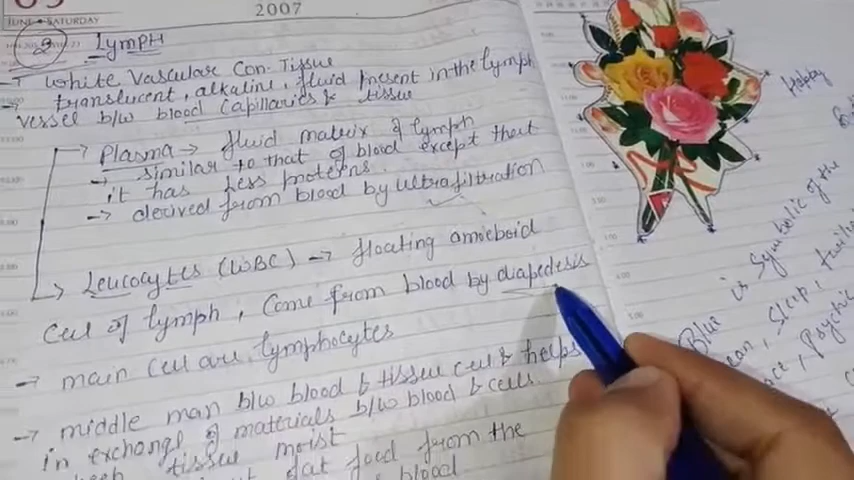 JUNE SATURDAY
2007
2 Lymph
→ white Vascular Con. Tissue
→ translucent, alkaline, fluid present in the lymph
vessel b/w blood Capillaries & tissue
→ Plasma → fluid matrix of lymph
→ similar to that of blood except that
it has less proteins.
→ derived from blood by ultrafiltration
→ Leucocytes (WBC) → floating amoeboid
Cell of lymph, Come from blood by diapedesis
→ main Cell are lymphocytes
→ middle man b/w blood & tissue cell & helps
in exchange of materials b/w blood & cells.
tissue moist
fat food from the
blood
Happy
Blue is Symbolic of the
Sleep,
Psychic